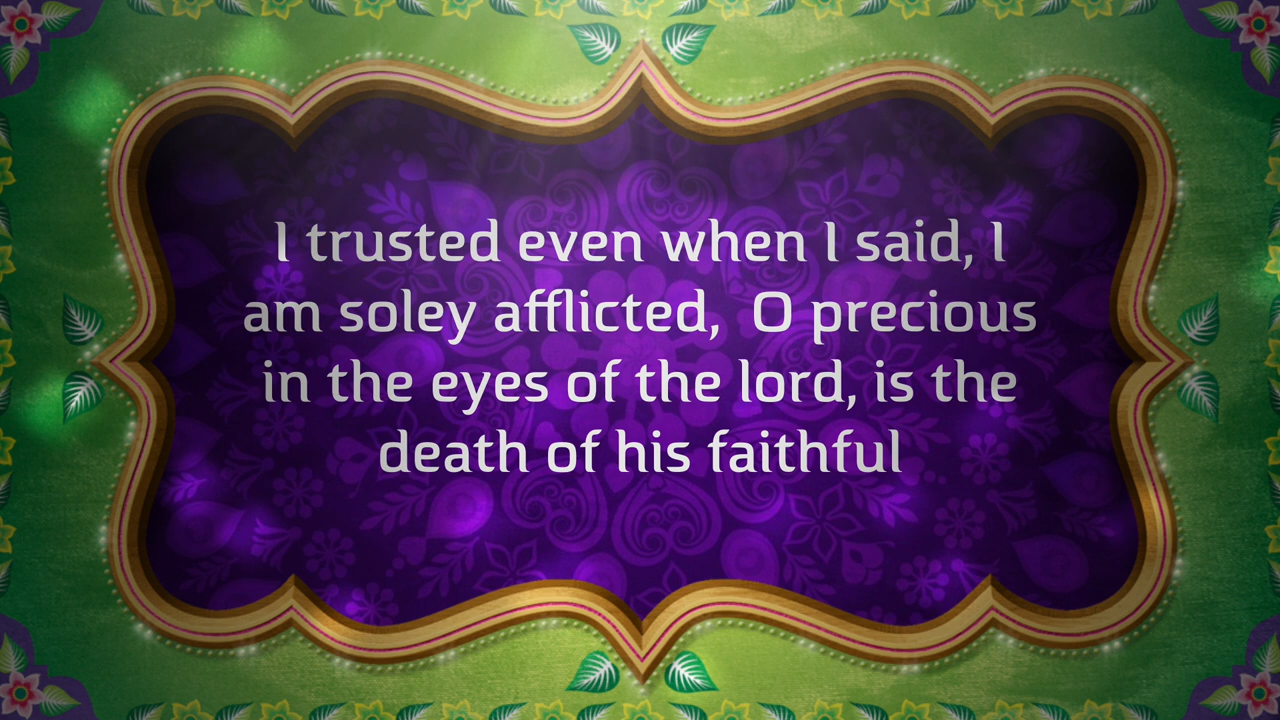 I trusted even when I said, I
am soley afflicted,  O precious
in the eyes of the lord, is the
death of his faithful